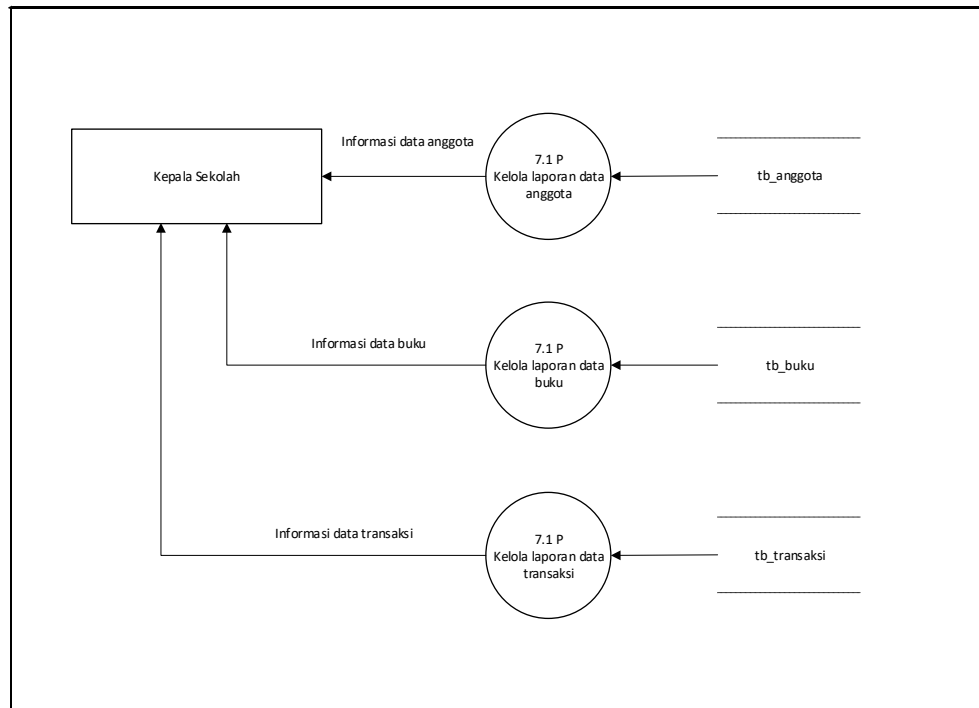 Informasi data anggota
Kepala Sekolah
7.1 P
Kelola laporan data
anggota
tb_anggota
Informasi data buku
7.1 P
Kelola laporan data
buku
tb_buku
Informasi data transaksi
7.1 P
Kelola laporan data
transaksi
tb_transaksi